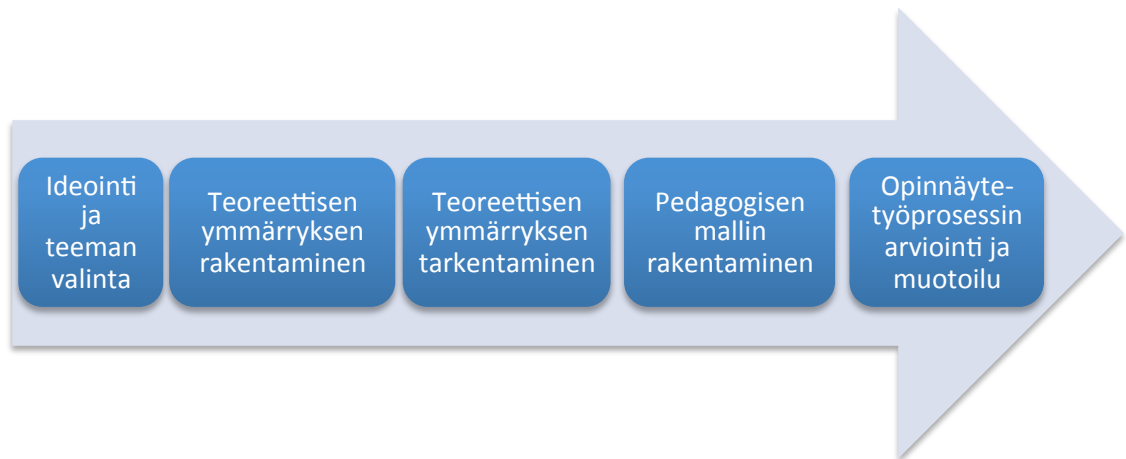 Ideointi
ja
teeman
valinta
Teoreettisen
ymmärryksen
rakentaminen
Teoreettisen
ymmärryksen
tarkentaminen
Pedagogisen
mallin
rakentaminen
Opinnäyte-
työprosessin
arviointi ja
muotoilu